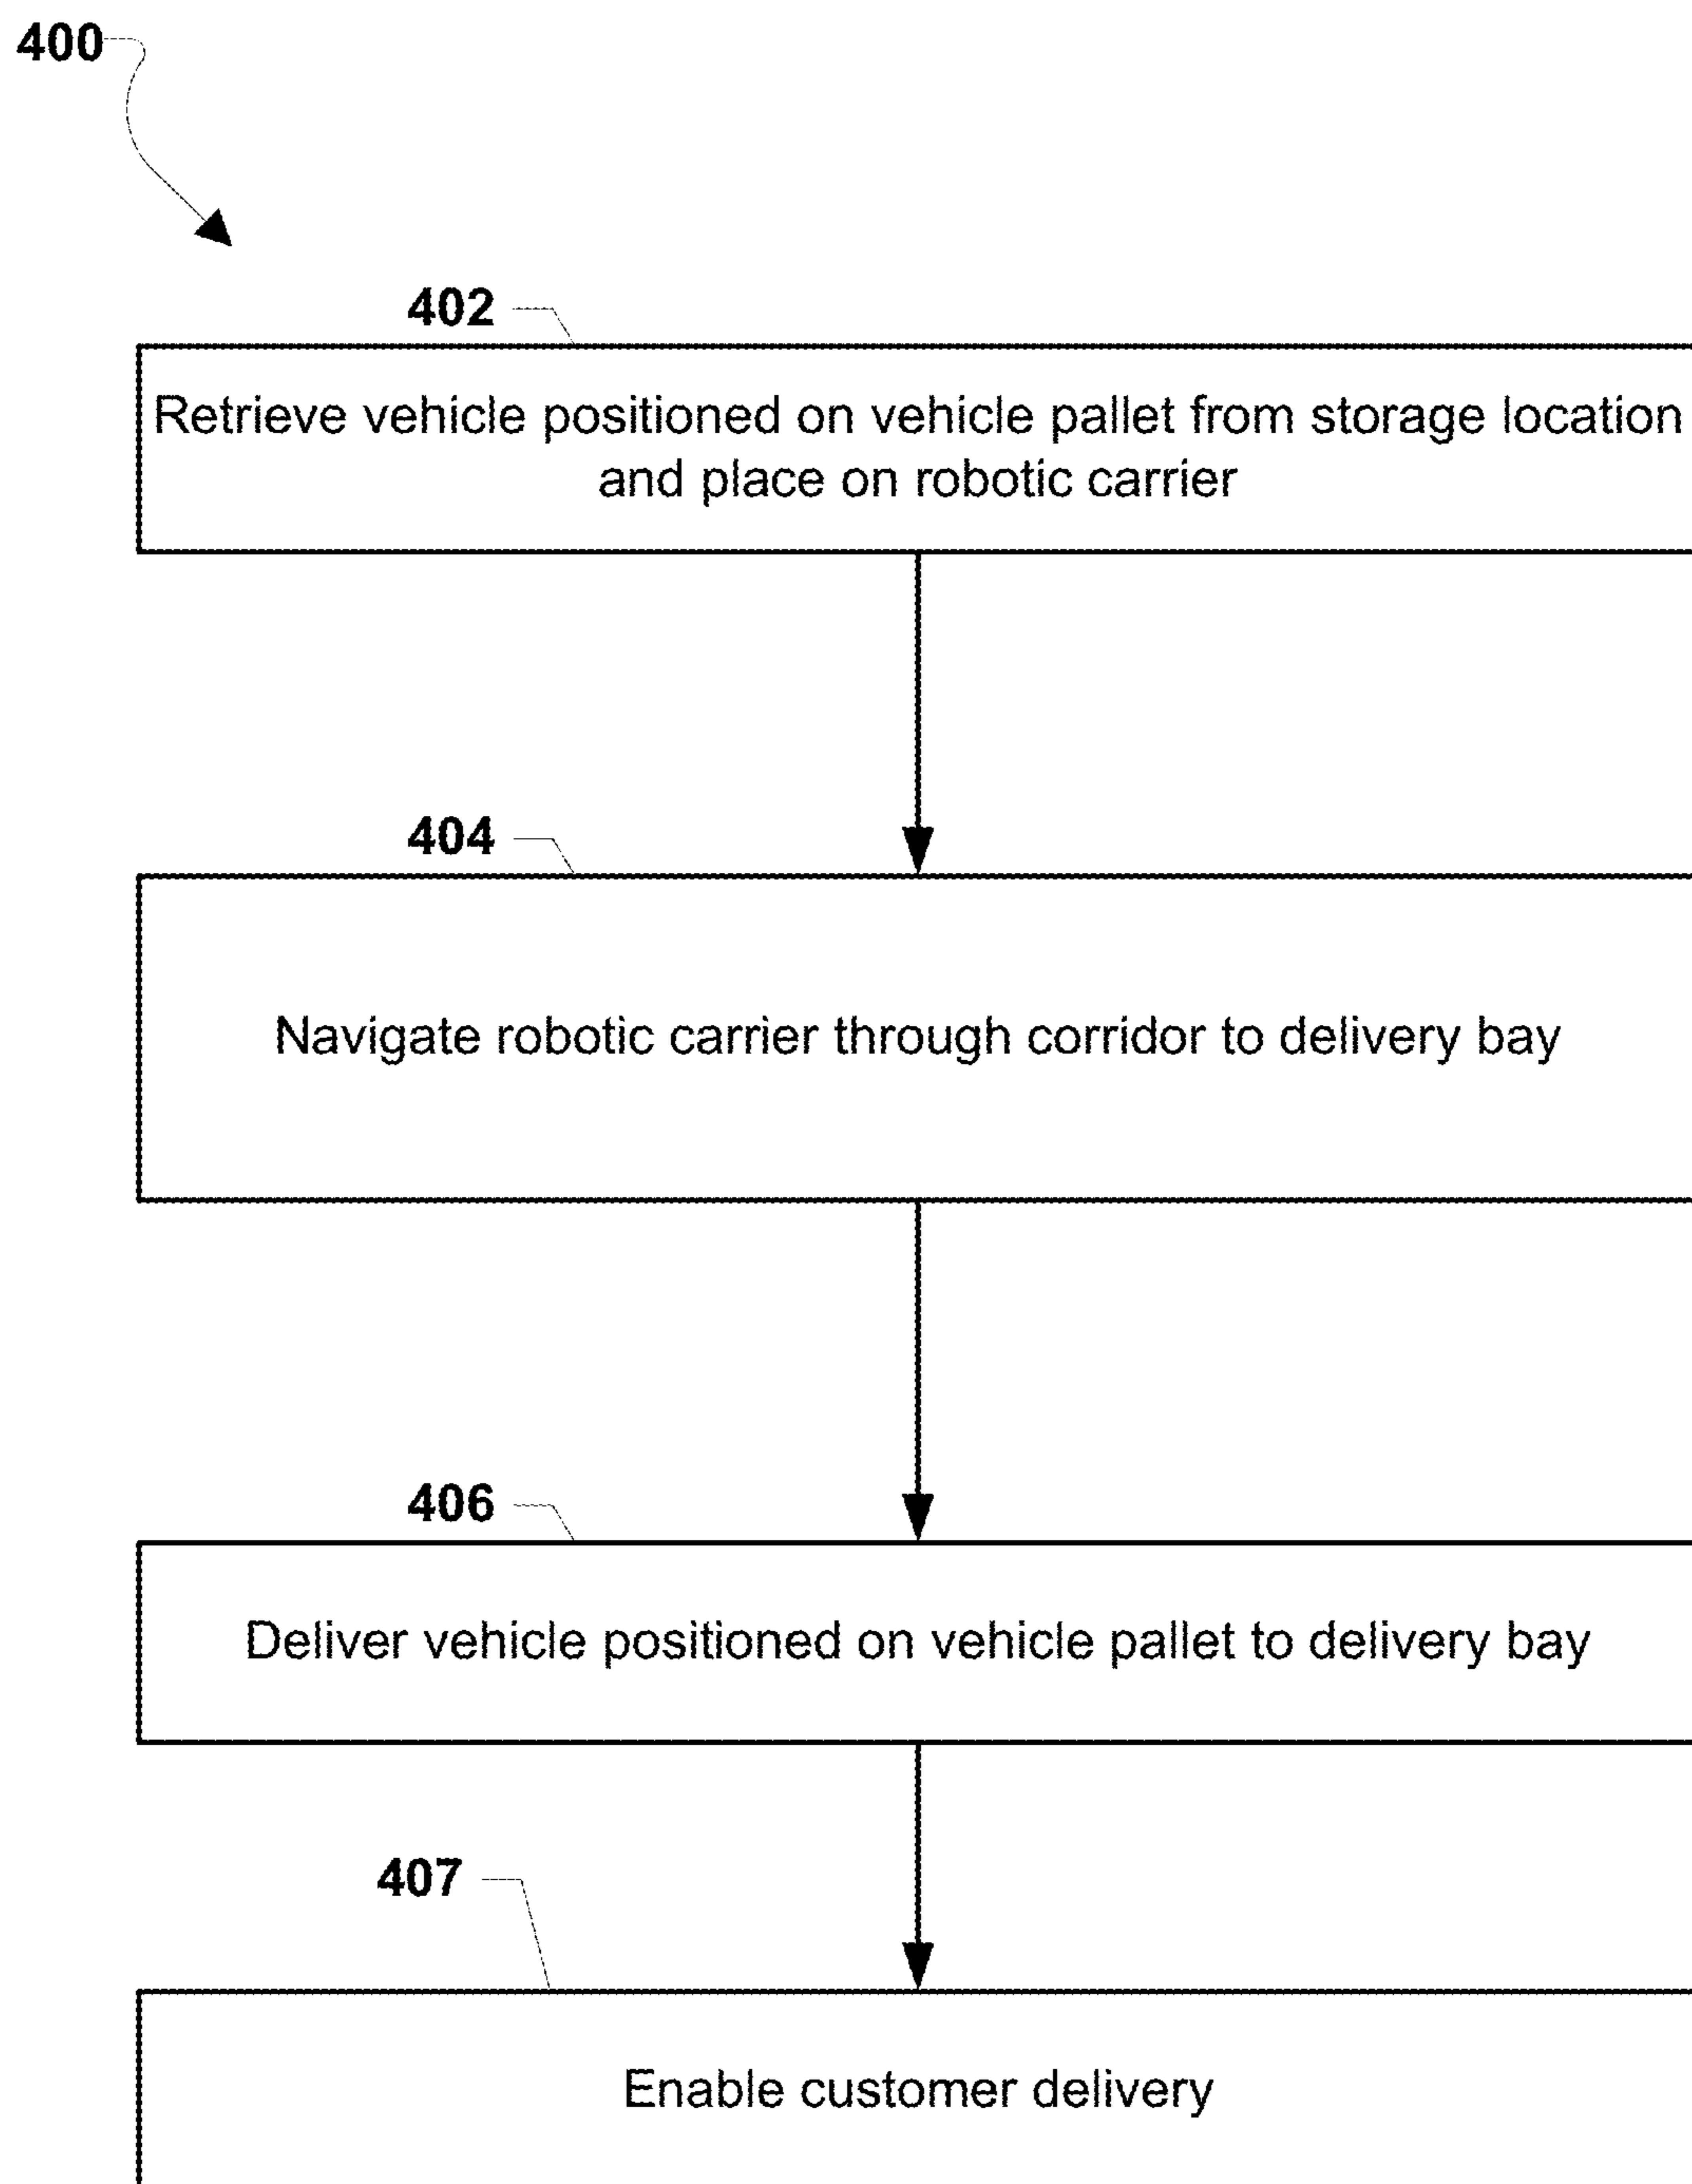 400
402
Retrieve vehicle positioned on vehicle pallet from storage location
and place on robotic carrier
404
Navigate robotic carrier through corridor to delivery bay
406
Deliver vehicle positioned on vehicle pallet to delivery bay
407
Enable customer delivery